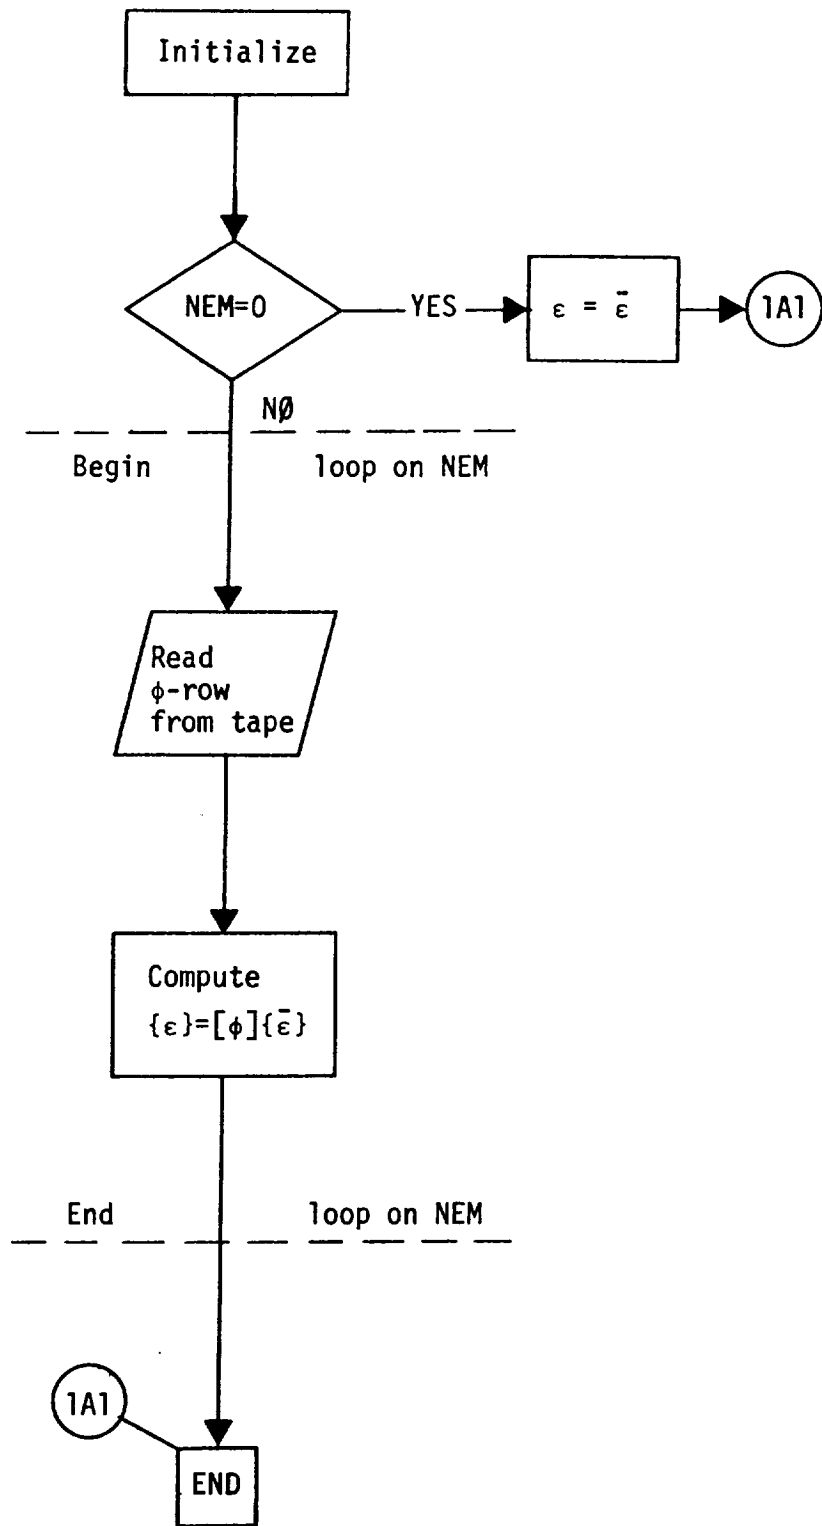 Initialize
NEM=0
YES
ε = ε̄
1A1
NØ
Begin loop on NEM
Read
ϕ-row
from tape
Compute
{ε}=[ϕ]{ε̄}
End loop on NEM
1A1
END